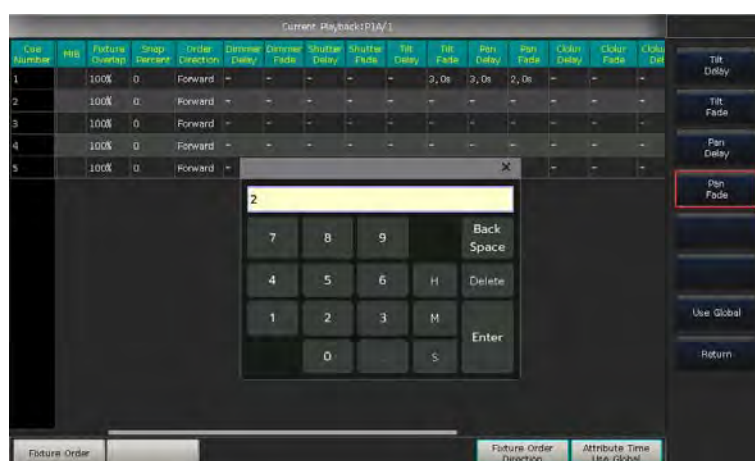 Current Playback:P1A/1
Cue Number MIB Fixture Overlap Snap Percent Order Direction Dimmer Delay Dimmer Fade Shutter Delay Shutter Fade Tilt Delay Tilt Fade Pan Delay Pan Fade Clolur Delay Clolur Fade Clolu Del
1 100% 0 Forward - - - - - 3.0s 3.0s 2.0s - - -
2 100% 0 Forward - - - - - - - - - - -
3 100% 0 Forward - - - - - - - - - - -
4 100% 0 Forward - - - - - - - - - - -
5 100% 0 Forward - - - -
×
2
7 8 9 Back Space
4 5 6 H Delete
1 2 3 M Enter
0 . S
Tilt Delay
Tilt Fade
Pan Delay
Pan Fade
Use Global
Return
Fixture Order
Fixture Order Direction
Attribute Time Use Global